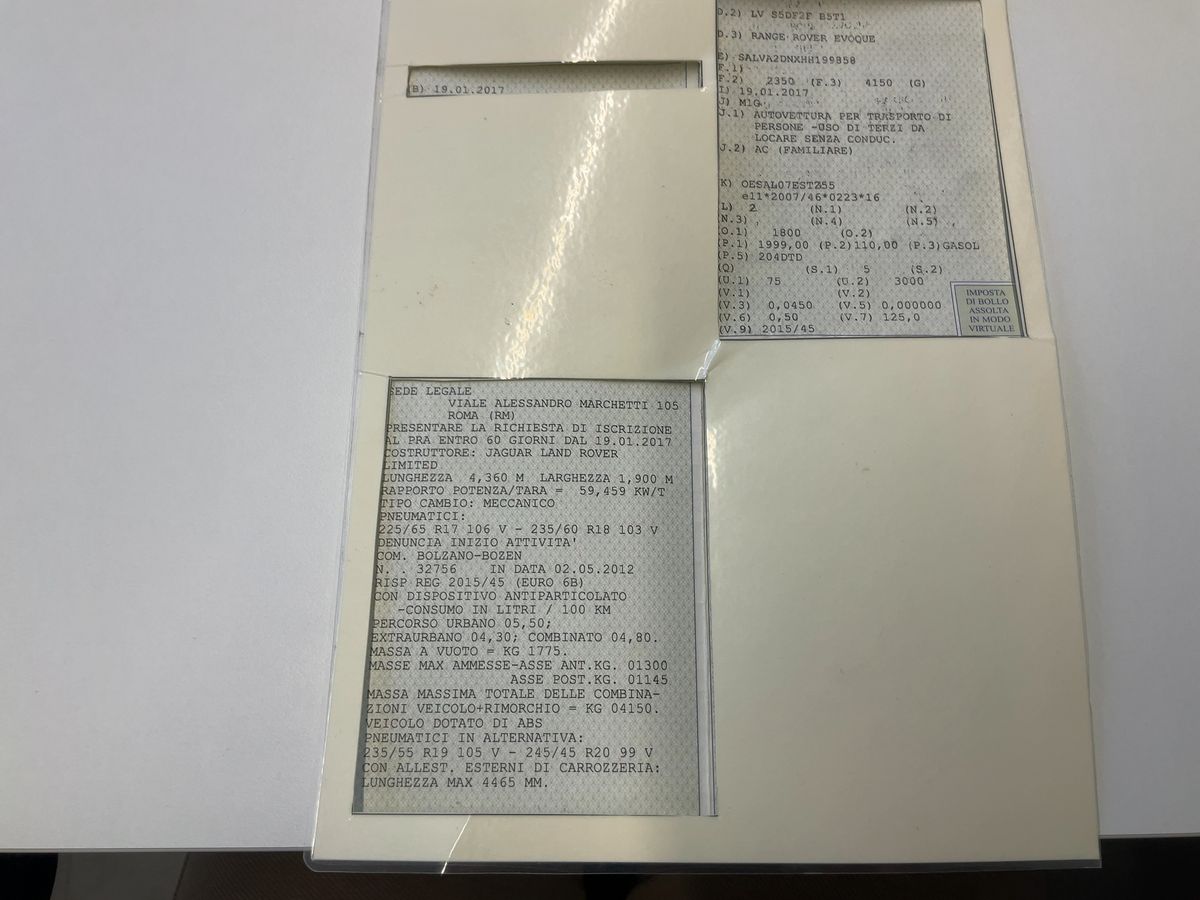 (B) 19.01.2017
D.2) LV S5DF2F B5T1
D.3) RANGE ROVER EVOQUE
E) SALVA2DNXHH199858
F.1)
F.2) 2350 (F.3) 4150 (G)
I) 19.01.2017
J) M1G
J.1) AUTOVETTURA PER TRASPORTO DI
PERSONE -USO DI TERZI DA
LOCARE SENZA CONDUC.
J.2) AC (FAMILIARE)
K) OESAL07EST255
e11*2007/46*0223*16
L) 2 (N.1) (N.2)
(N.3) (N.4) (N.5)
(O.1) 1800 (O.2)
(P.1) 1999,00 (P.2)110,00 (P.3)GASOL
(P.5) 204DTD
(Q) (S.1) 5 (S.2)
(U.1) 75 (U.2) 3000
(V.1) (V.2)
(V.3) 0,0450 (V.5) 0,000000
(V.6) 0,50 (V.7) 125,0
(V.9) 2015/45
IMPOSTA
DI BOLLO
ASSOLTA
IN MODO
VIRTUALE
SEDE LEGALE
VIALE ALESSANDRO MARCHETTI 105
ROMA (RM)
PRESENTARE LA RICHIESTA DI ISCRIZIONE
AL PRA ENTRO 60 GIORNI DAL 19.01.2017
COSTRUTTORE: JAGUAR LAND ROVER
LIMITED
LUNGHEZZA 4,360 M LARGHEZZA 1,900 M
RAPPORTO POTENZA/TARA = 59,459 KW/T
TIPO CAMBIO: MECCANICO
PNEUMATICI:
225/65 R17 106 V - 235/60 R18 103 V
DENUNCIA INIZIO ATTIVITA'
COM. BOLZANO-BOZEN
N. . 32756 IN DATA 02.05.2012
RISP REG 2015/45 (EURO 6B)
CON DISPOSITIVO ANTIPARTICOLATO
-CONSUMO IN LITRI / 100 KM
PERCORSO URBANO 05,50;
EXTRAURBANO 04,30; COMBINATO 04,80.
MASSA A VUOTO = KG 1775.
MASSE MAX AMMESSE-ASSE ANT.KG. 01300
ASSE POST.KG. 01145
MASSA MASSIMA TOTALE DELLE COMBINA-
ZIONI VEICOLO+RIMORCHIO = KG 04150.
VEICOLO DOTATO DI ABS
PNEUMATICI IN ALTERNATIVA:
235/55 R19 105 V - 245/45 R20 99 V
CON ALLEST. ESTERNI DI CARROZZERIA:
LUNGHEZZA MAX 4465 MM.